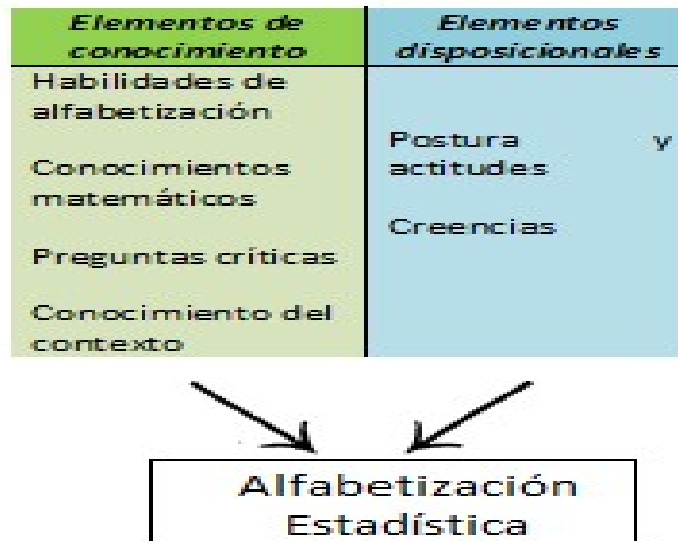 Elementos de
conocimiento
Elementos
disposicionales
Habilidades de
alfabetización
Conocimientos
matemáticos
Preguntas críticas
Conocimiento del
contexto
Postura y
actitudes
Creencias
Alfabetización
Estadística